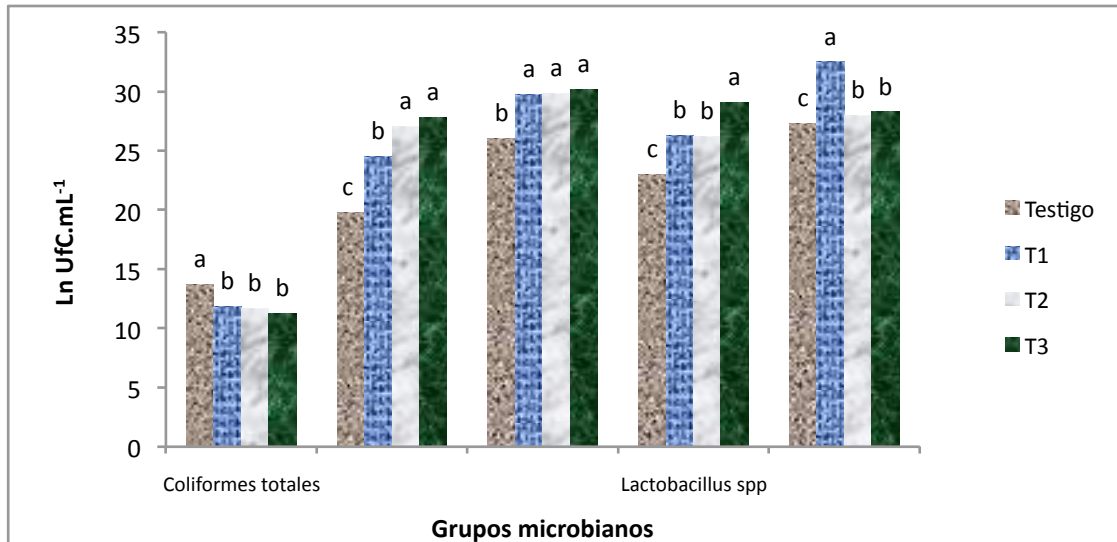 35
30
25
20
15
10
5
0
Ln UfC.mL-1
a b b b
c b a a
b a a a
c b b a
c a b b
Coliformes totales
Lactobacillus spp
Grupos microbianos
Testigo
T1
T2
T3